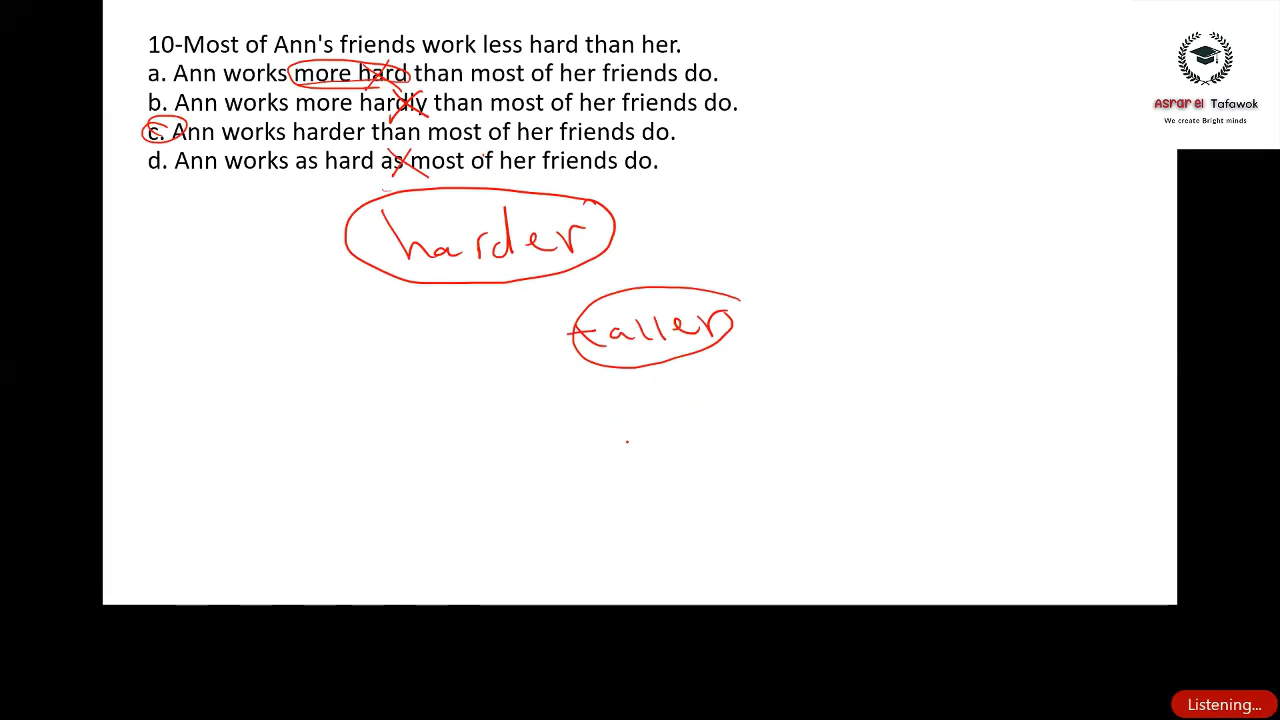 10-Most of Ann's friends work less hard than her.
a. Ann works more hard than most of her friends do.
b. Ann works more hardly than most of her friends do.
c. Ann works harder than most of her friends do.
d. Ann works as hard as most of her friends do.
harder
taller
Asrar el Tafawok
We create Bright minds
Listening...